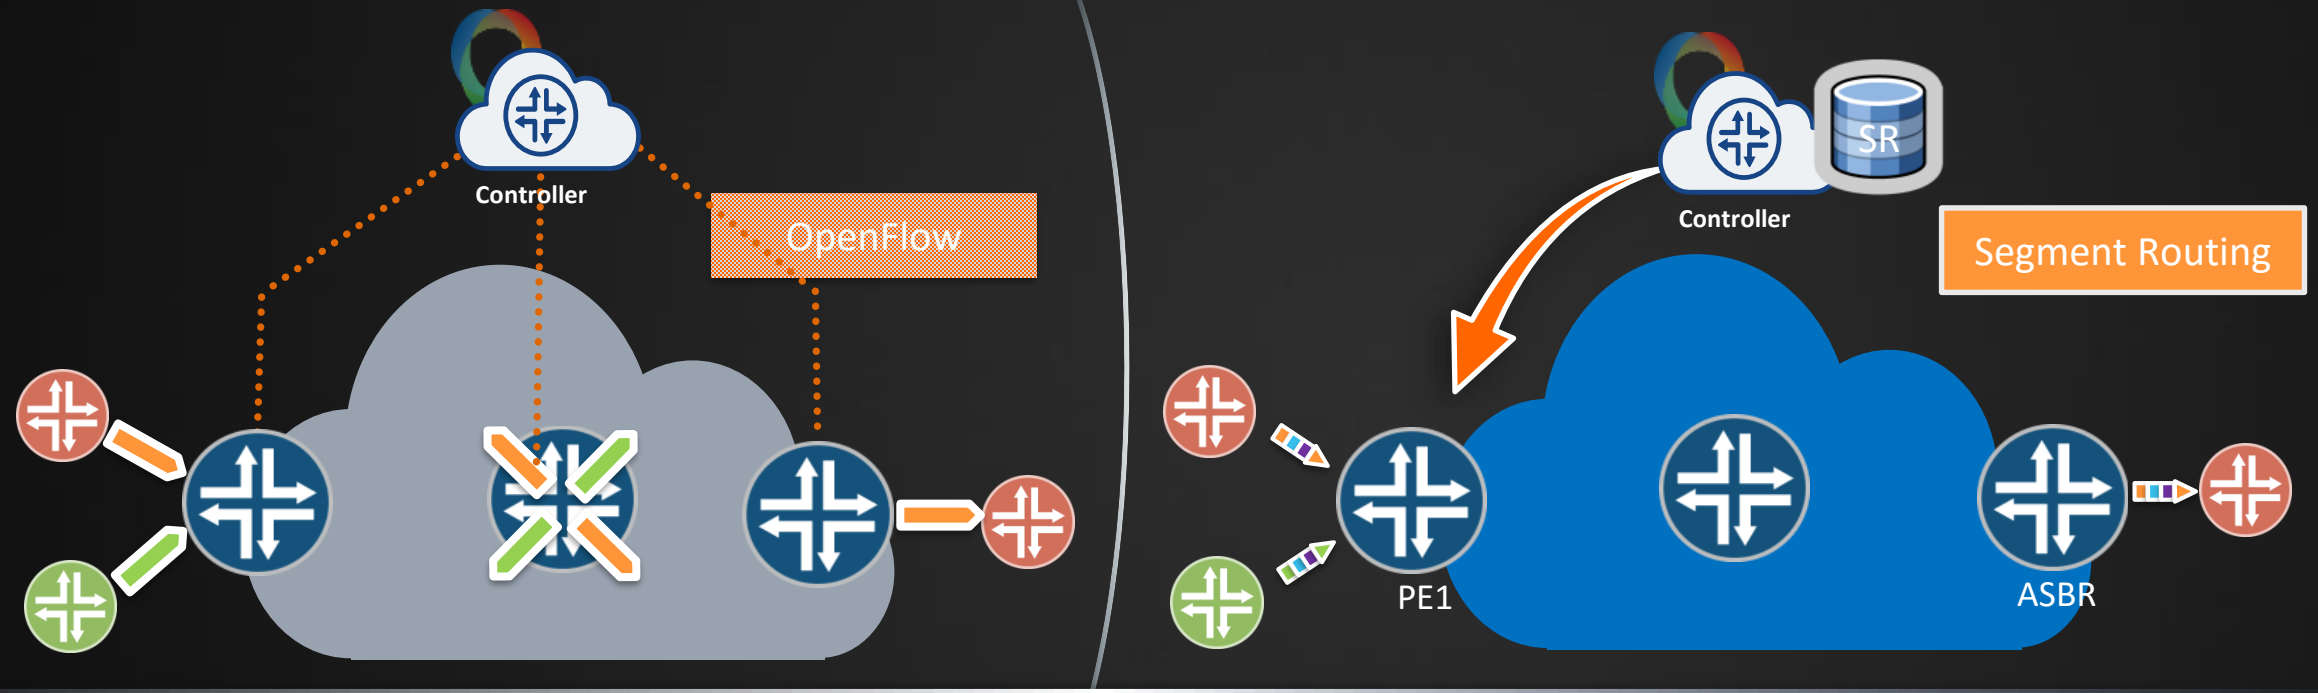 Controller
OpenFlow
SR
Controller
Segment Routing
PE1
ASBR